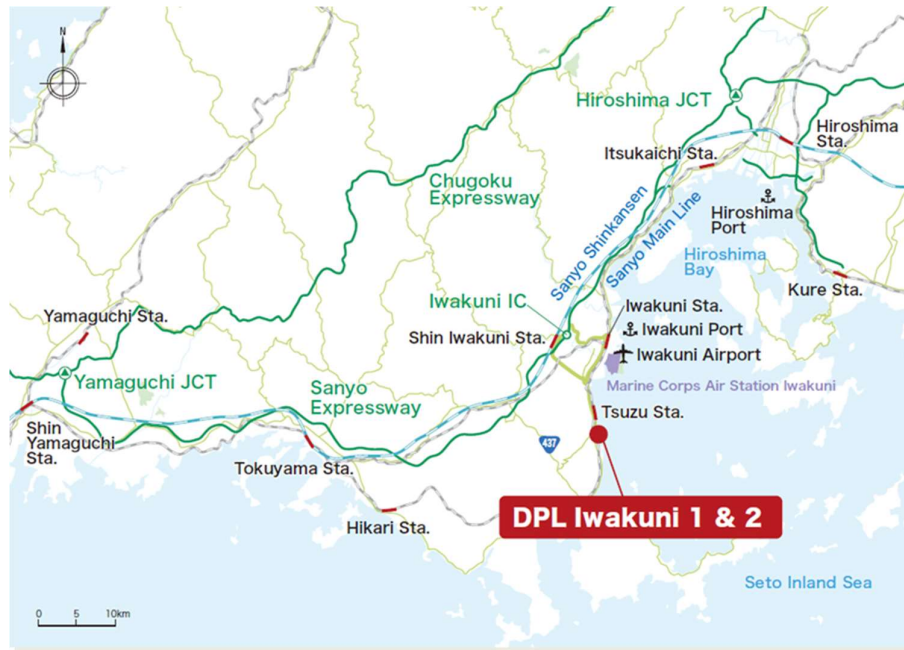 N
Hiroshima JCT
Hiroshima
Sta.
Itsukaichi Sta.
Chugoku
Expressway
Sanyo Shinkansen
Sanyo Main Line
Hiroshima
Port
Hiroshima
Bay
Kure Sta.
Iwakuni IC
Iwakuni Sta.
Yamaguchi Sta.
Shin Iwakuni Sta.
Iwakuni Port
Iwakuni Airport
Yamaguchi JCT
Sanyo
Expressway
Marine Corps Air Station Iwakuni
Tsuzu Sta.
Shin
Yamaguchi
Sta.
437
Tokuyama Sta.
DPL Iwakuni 1 & 2
Hikari Sta.
Seto Inland Sea
0 5 10km